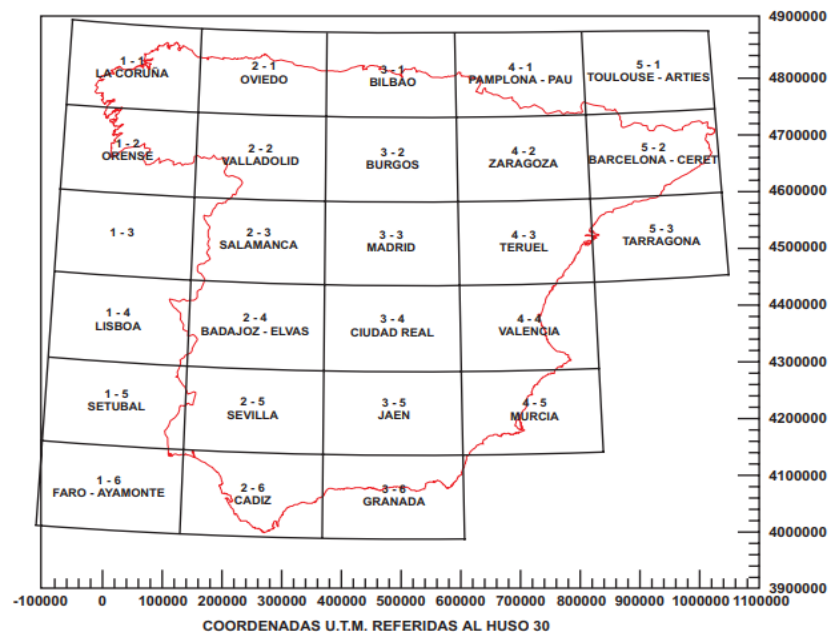 4900000
1 - 1
LA CORUÑA
2 - 1
OVIEDO
3 - 1
BILBAO
4 - 1
PAMPLONA - PAU
5 - 1
TOULOUSE - ARTIES
4800000
4700000
1 - 2
ORENSE
2 - 2
VALLADOLID
3 - 2
BURGOS
4 - 2
ZARAGOZA
5 - 2
BARCELONA - CERET
4600000
1 - 3
2 - 3
SALAMANCA
3 - 3
MADRID
4 - 3
TERUEL
5 - 3
TARRAGONA
4500000
4400000
1 - 4
LISBOA
2 - 4
BADAJOZ - ELVAS
3 - 4
CIUDAD REAL
4 - 4
VALENCIA
4300000
1 - 5
SETUBAL
2 - 5
SEVILLA
3 - 5
JAEN
4 - 5
MURCIA
4200000
4100000
1 - 6
FARO - AYAMONTE
2 - 6
CADIZ
3 - 6
GRANADA
4000000
3900000
-100000 0 100000 200000 300000 400000 500000 600000 700000 800000 900000 1000000 1100000
COORDENADAS U.T.M. REFERIDAS AL HUSO 30